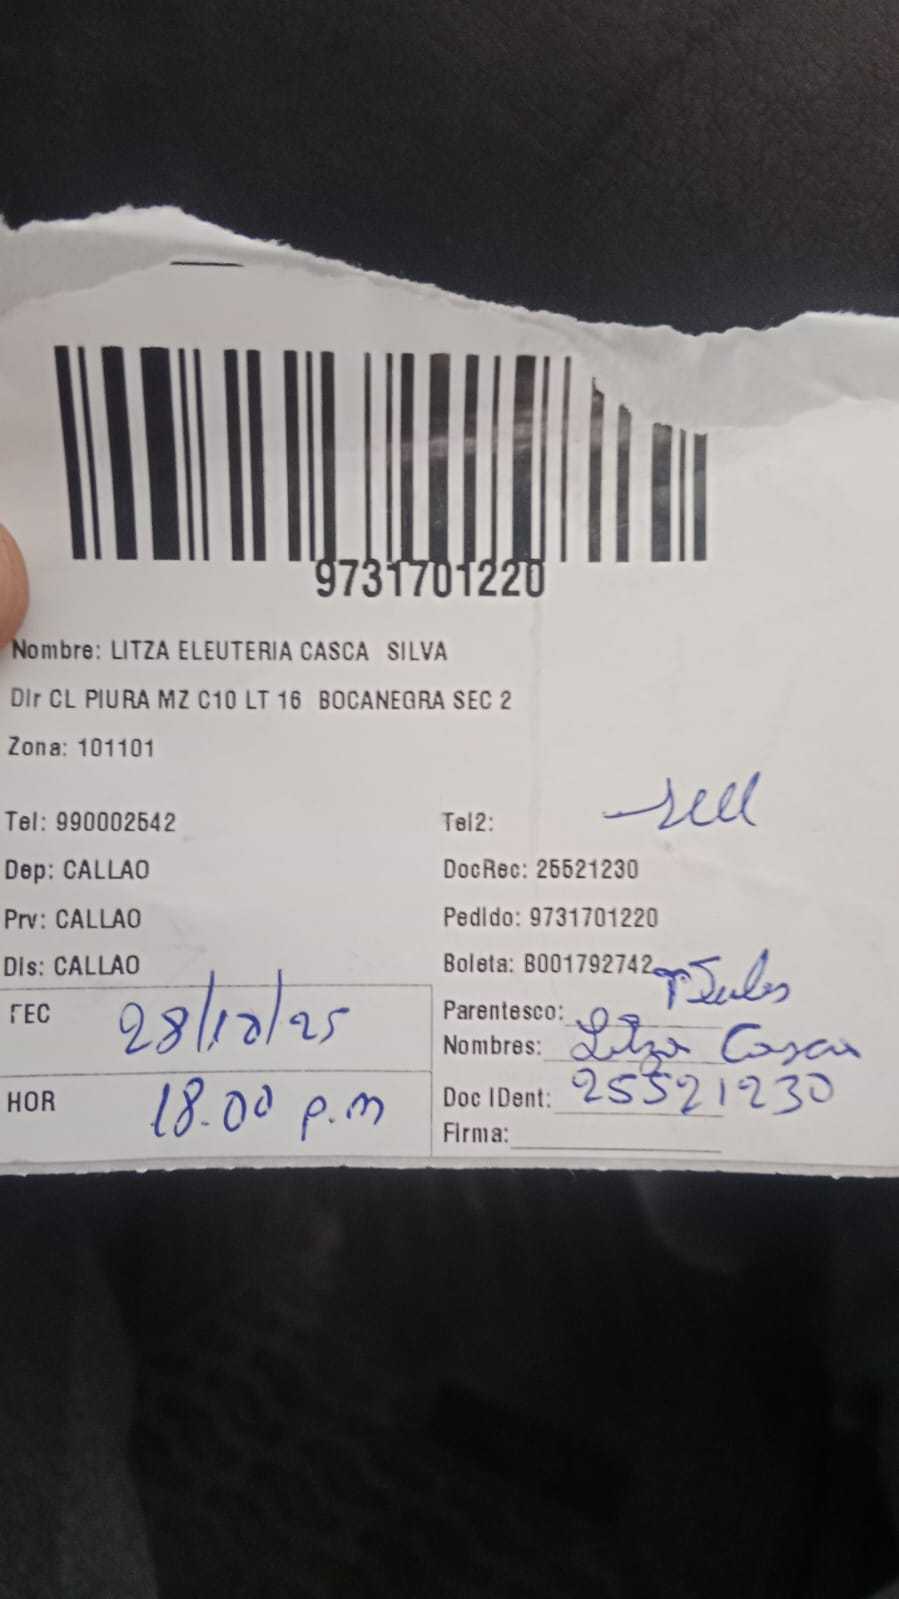 9731701220
Nombre: LITZA ELEUTERIA CASCA SILVA
Dir CL PIURA MZ C10 LT 16 BOCANEGRA SEC 2
Zona: 101101
Tel: 990002542 Tel2:
Dep: CALLAO DocRec: 25521230
Prv: CALLAO Pedido: 9731701220
Dis: CALLAO Boleta: B001792742
FEC 28/10/25 Parentesco:
Nombres: Litza Casca
HOR 18.00 p.m Doc IDent: 25521230
Firma: